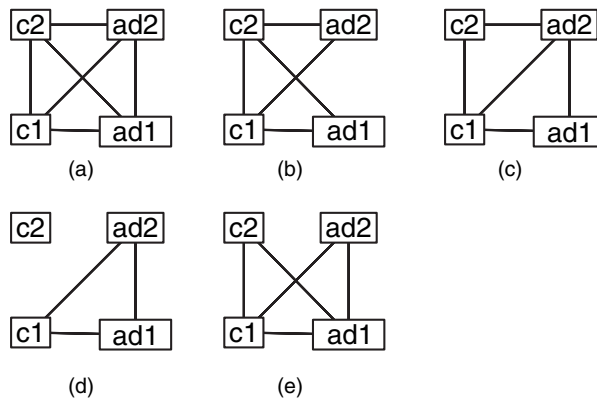 c2 ad2 c2 ad2 c2 ad2
c1 ad1 c1 ad1 c1 ad1
(a) (b) (c)
c2 ad2 c2 ad2
c1 ad1 c1 ad1
(d) (e)